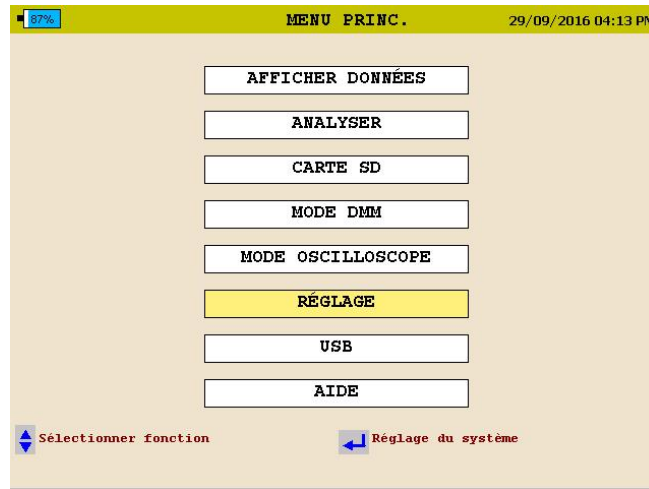 87% MENU PRINC. 29/09/2016 04:13 PM
AFFICHER DONNÉES
ANALYSER
CARTE SD
MODE DMM
MODE OSCILLOSCOPE
RÉGLAGE
USB
AIDE
Sélectionner fonction Réglage du système